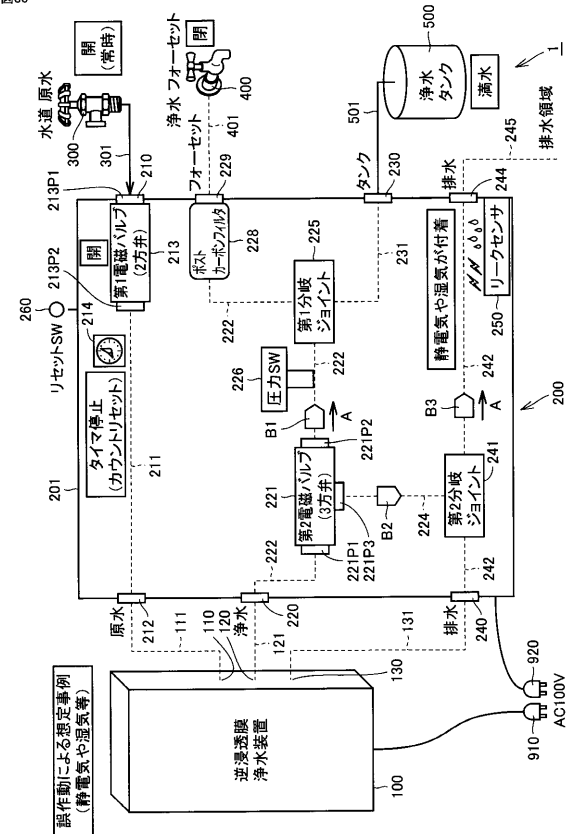 誤作動による想定事例
(静電気や湿気等)
水道 原水
開
(常時)
300
301
浄水 フォーセット
閉
400
401
フォーセット
500
浄水
タンク
満水
501
タンク
1
排水領域
245
排水
213P1
210
213P2
開
第1電磁バルブ
(2方弁)
213
229
ポスト
カーボンフィルタ
228
230
231
244
260
リセットSW
214
タイマ停止
(カウントリセット)
201
211
222
225
第1分岐
ジョイント
222
226
圧力SW
B1
A
静電気や湿気が付着
リークセンサ
250
242
B3
A
200
221P2
221
第2電磁バルブ
(3方弁)
221P1
221P3
B2
224
241
第2分岐
ジョイント
222
242
原水
212
浄水
220
排水
240
111
110
120
121
131
130
逆浸透膜
浄水装置
100
910
920
AC100V